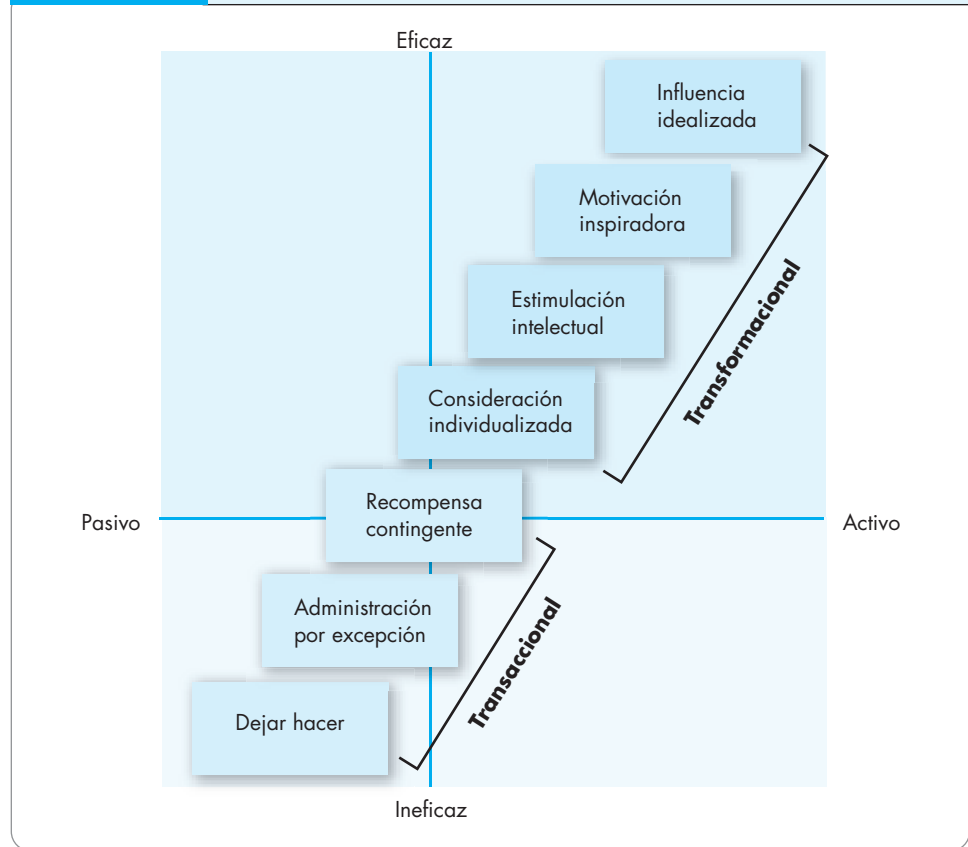 Eficaz
Influencia
idealizada
Motivación
inspiradora
Estimulación
intelectual
Transformacional
Consideración
individualizada
Recompensa
contingente
Pasivo
Activo
Administración
por excepción
Transaccional
Dejar hacer
Ineficaz